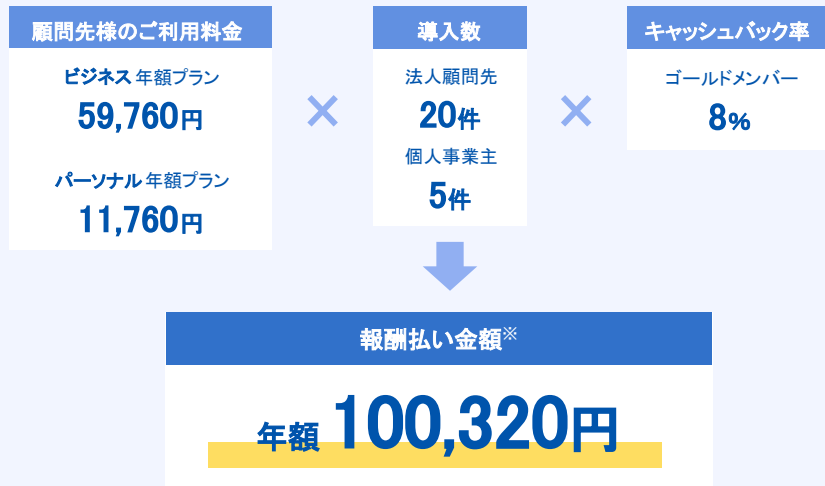 顧問先様のご利用料金
ビジネス 年額プラン
59,760円
パーソナル 年額プラン
11,760円
×
導入数
法人顧問先
20件
個人事業主
5件
×
キャッシュバック率
ゴールドメンバー
8%
報酬払い金額※
年額 100,320円